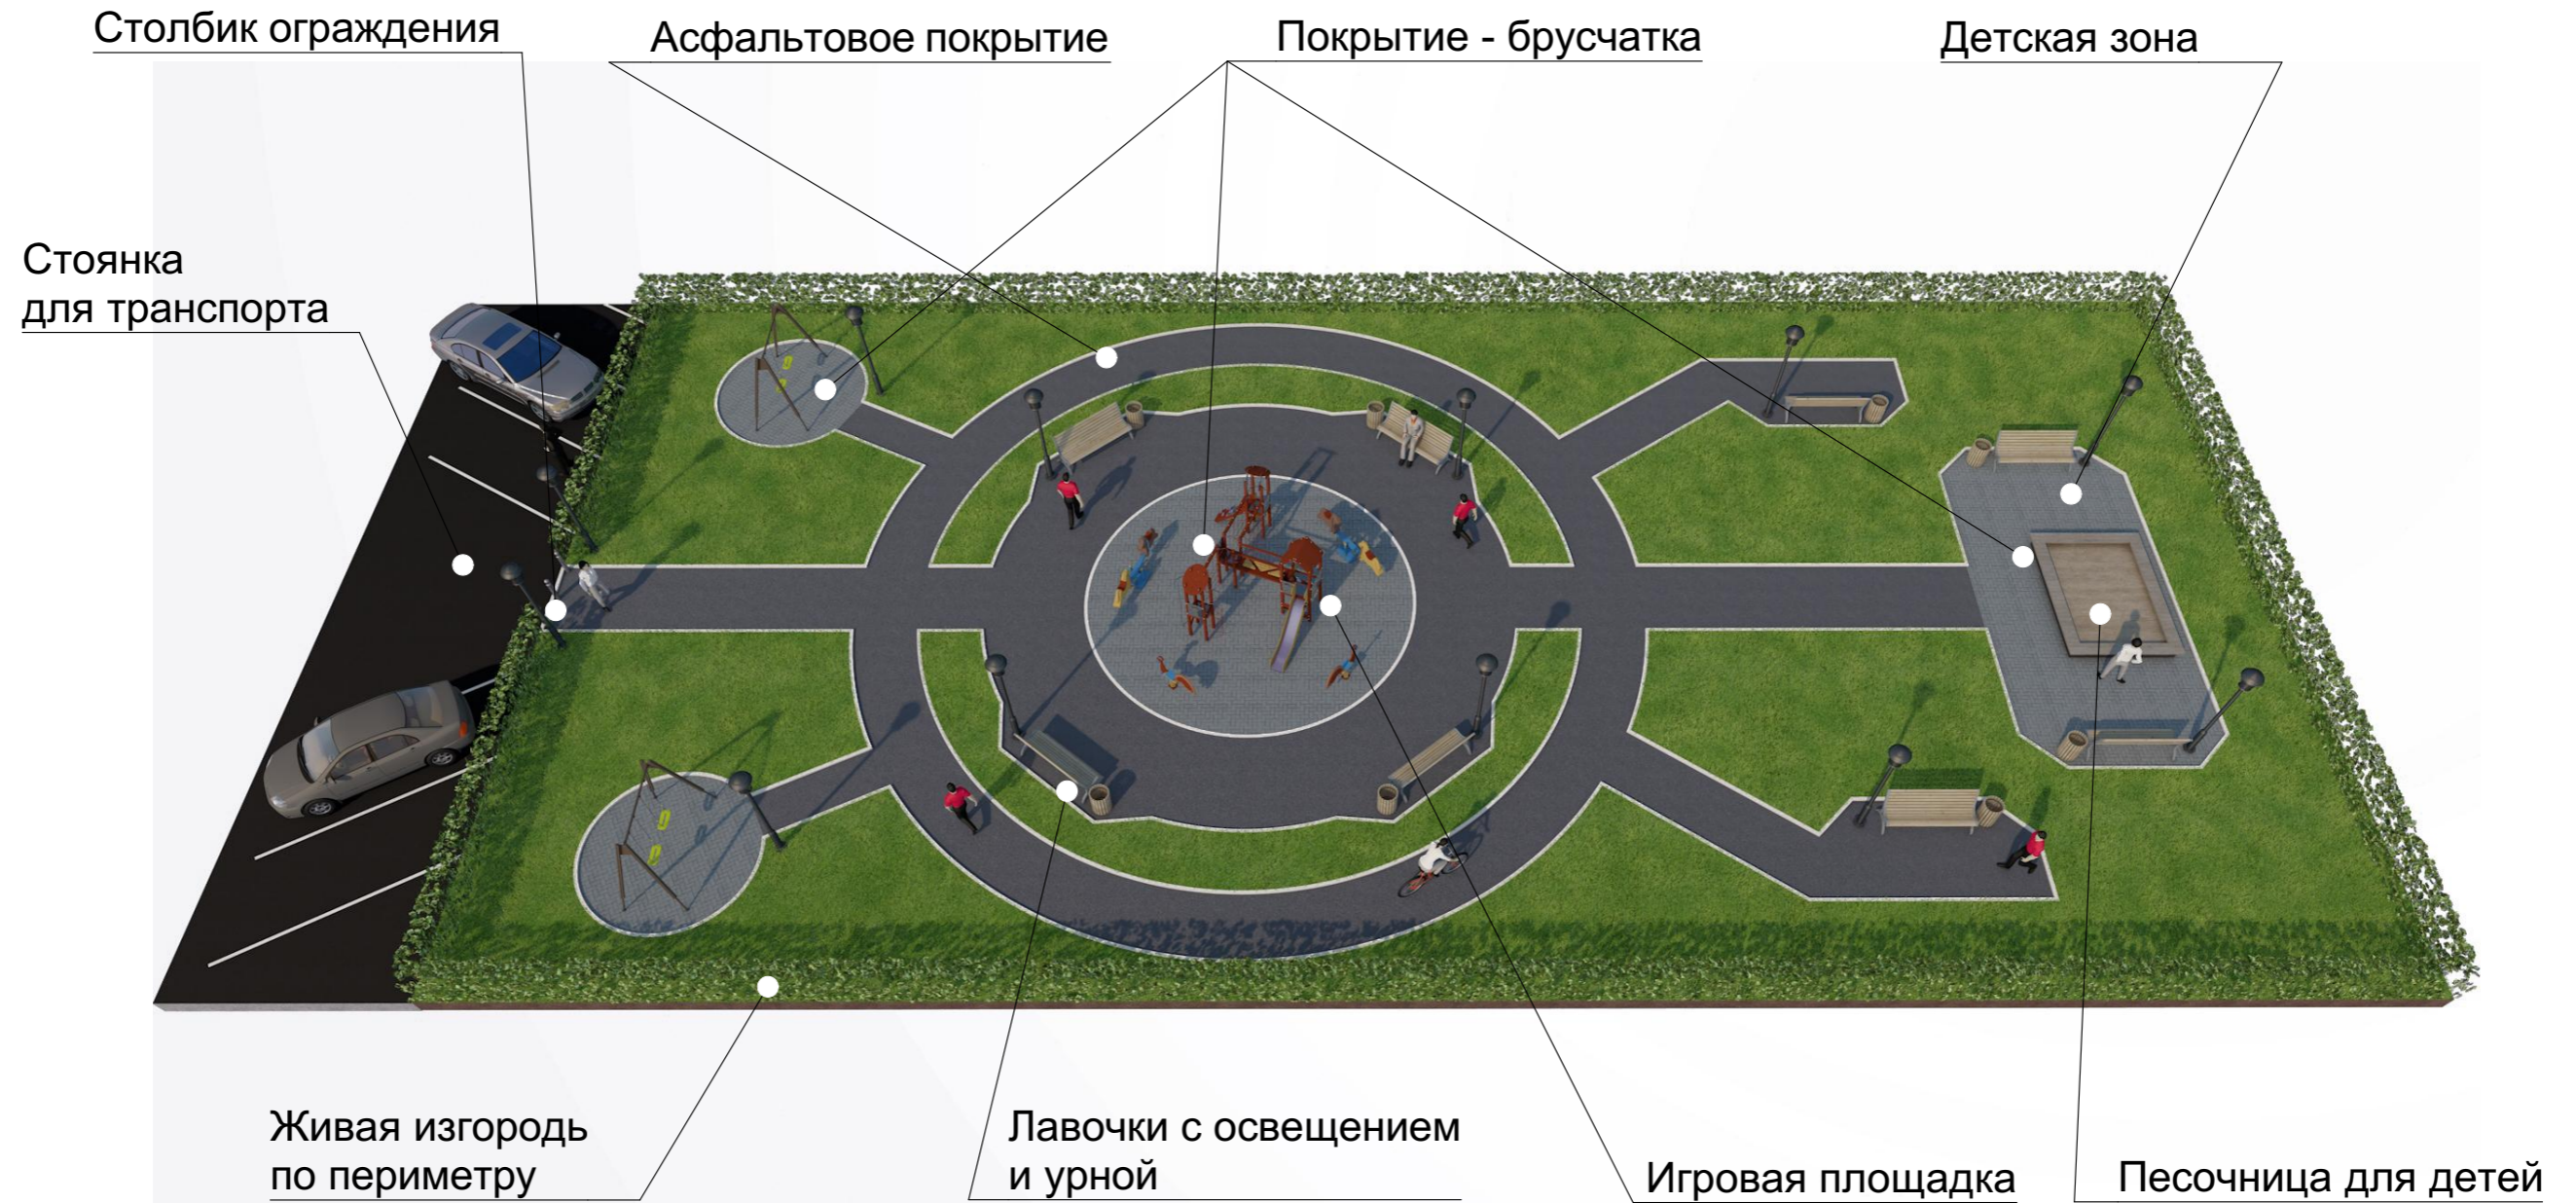 Столбик ограждения
Асфальтовое покрытие
Покрытие - брусчатка
Детская зона
Стоянка
для транспорта
Живая изгородь
по периметру
Лавочки с освещением
и урной
Игровая площадка
Песочница для детей